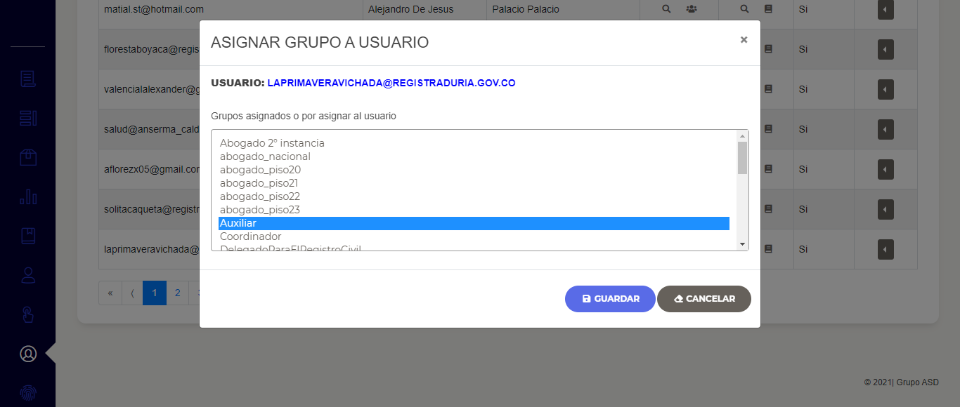 matial.st@hotmail.com Alejandro De Jesus Palacio Palacio Si
ASIGNAR GRUPO A USUARIO ×
florestaboyaca@regis Si
USUARIO: LAPRIMAVERAVICHADA@REGISTRADURIA.GOV.CO
valencialalexander@g Si
Grupos asignados o por asignar al usuario
salud@anserma_cald Si
Abogado 2º instancia
abogado_nacional
abogado_piso20
aflorezx05@gmail.com Si
abogado_piso21
abogado_piso22
abogado_piso23
solitacaqueta@registr Si
Auxiliar
Coordinador
DelegadoParaElRegistroCivil
laprimaveravichada@ Si
« ⟨ 1 2
GUARDAR CANCELAR
© 2021| Grupo ASD